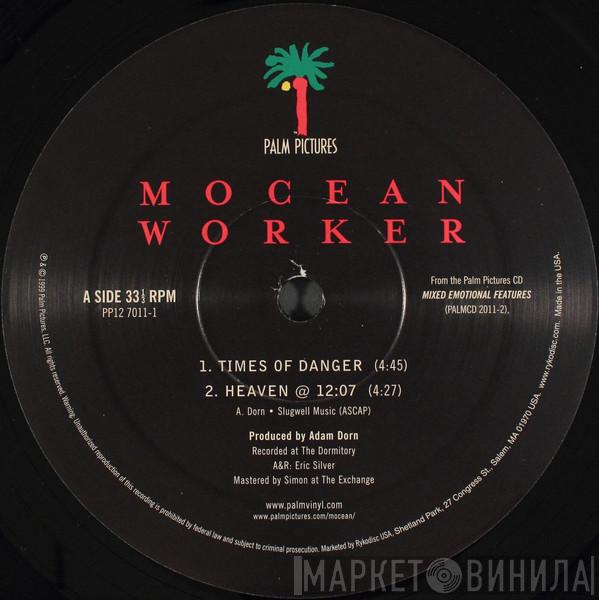 PALM PICTURES
MOCEAN
WORKER
A SIDE 33 1/3 RPM
PP12 7011-1
From the Palm Pictures CD
MIXED EMOTIONAL FEATURES
(PALMCD 2011-2),
1. TIMES OF DANGER (4:45)
2. HEAVEN @ 12:07 (4:27)
A. Dorn • Slugwell Music (ASCAP)
Produced by Adam Dorn
Recorded at The Dormitory
A&R: Eric Silver
Mastered by Simon at The Exchange
www.palmvinyl.com
www.palmpictures.com/mocean/
℗ & © 1999 Palm Pictures, LLC. All rights reserved. Warning: Unauthorized reproduction of this recording is prohibited by federal law and subject to criminal prosecution. Marketed by Rykodisc USA, Shetland Park, 27 Congress St., Salem, MA 01970 USA. www.rykodisc.com. Made in the USA.
МАРКЕТ ВИНИЛА